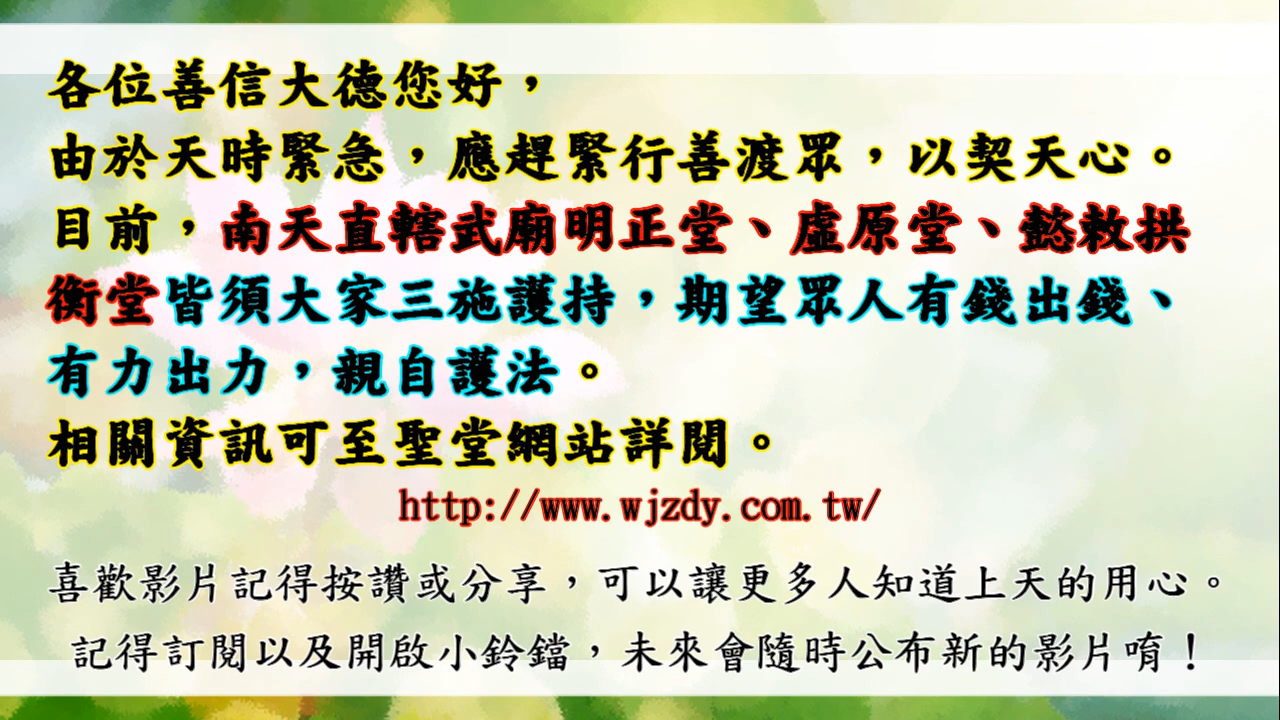 各位善信大德您好，
由於天時緊急，應趕緊行善渡眾，以契天心。
目前，南天直轄武廟明正堂、虛原堂、懿敕拱
衡堂皆須大家三施護持，期望眾人有錢出錢、
有力出力，親自護法。
相關資訊可至聖堂網站詳閱。
http://www.wjzdy.com.tw/
喜歡影片記得按讚或分享，可以讓更多人知道上天的用心。
記得訂閱以及開啟小鈴鐺，未來會隨時公布新的影片唷！